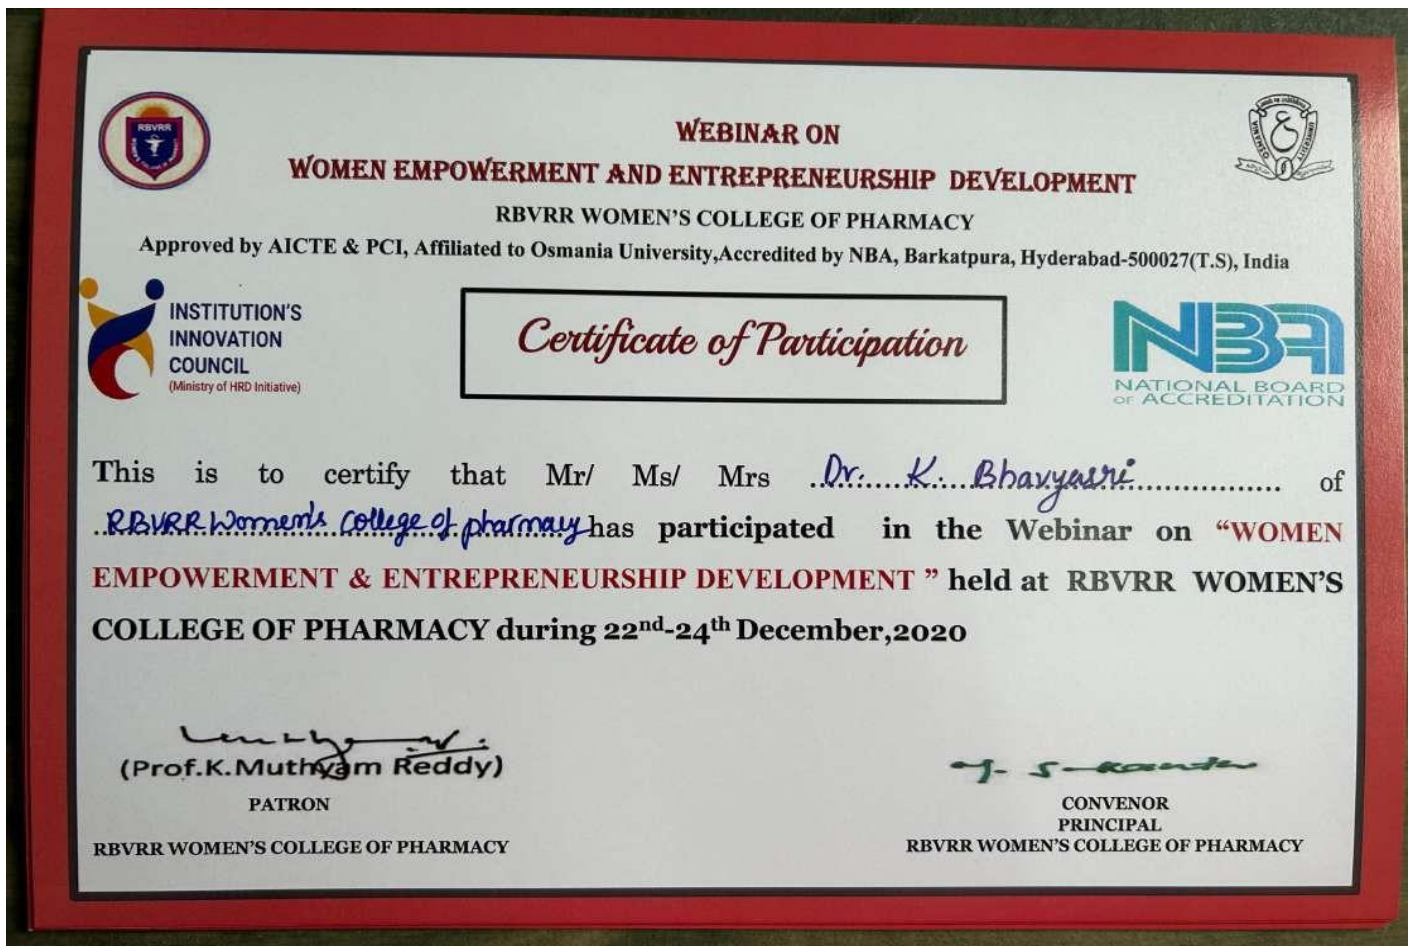 RBVRR
WEBINAR ON
WOMEN EMPOWERMENT AND ENTREPRENEURSHIP DEVELOPMENT
RBVRR WOMEN'S COLLEGE OF PHARMACY
Approved by AICTE & PCI, Affiliated to Osmania University,Accredited by NBA, Barkatpura, Hyderabad-500027(T.S), India
INSTITUTION'S
INNOVATION
COUNCIL
(Ministry of HRD Initiative)
Certificate of Participation
NBA
NATIONAL BOARD
OF ACCREDITATION
This is to certify that Mr/ Ms/ Mrs ..Dr. K. Bhavyasri.................. of
..RBVRR Women's College of pharmacy has participated in the Webinar on “WOMEN
EMPOWERMENT & ENTREPRENEURSHIP DEVELOPMENT ” held at RBVRR WOMEN'S
COLLEGE OF PHARMACY during 22nd-24th December,2020
(Prof.K.Muthyam Reddy)
PATRON
RBVRR WOMEN'S COLLEGE OF PHARMACY
CONVENOR
PRINCIPAL
RBVRR WOMEN'S COLLEGE OF PHARMACY